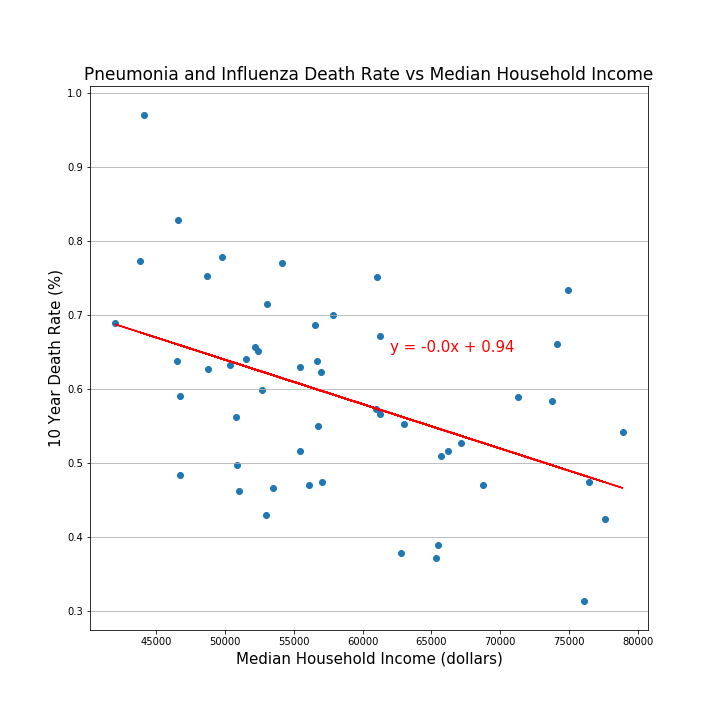 Pneumonia and Influenza Death Rate vs Median Household Income
1.0
0.9
0.8
0.7
0.6
0.5
0.4
0.3
10 Year Death Rate (%)
y = -0.0x + 0.94
45000 50000 55000 60000 65000 70000 75000 80000
Median Household Income (dollars)